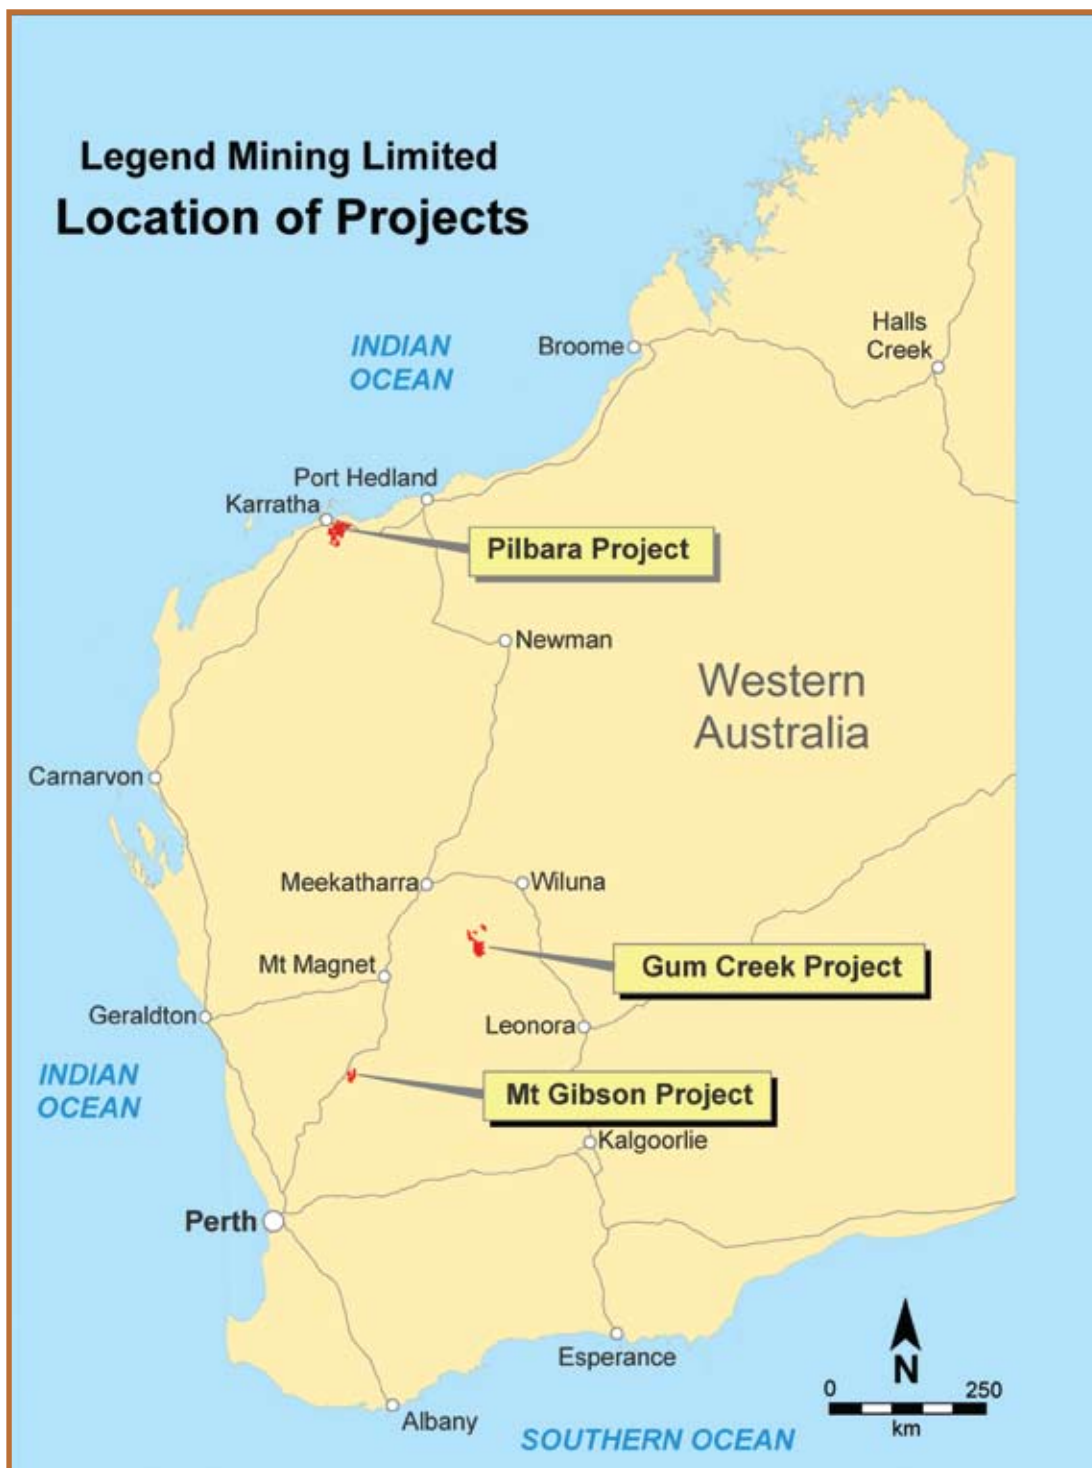 Legend Mining Limited
Location of Projects
INDIAN
OCEAN
Broome
Halls
Creek
Port Hedland
Karratha
Pilbara Project
Newman
Western
Australia
Carnarvon
Meekatharra
Wiluna
Gum Creek Project
Mt Magnet
Geraldton
Leonora
INDIAN
OCEAN
Mt Gibson Project
Kalgoorlie
Perth
Esperance
N
0 250
km
Albany
SOUTHERN OCEAN